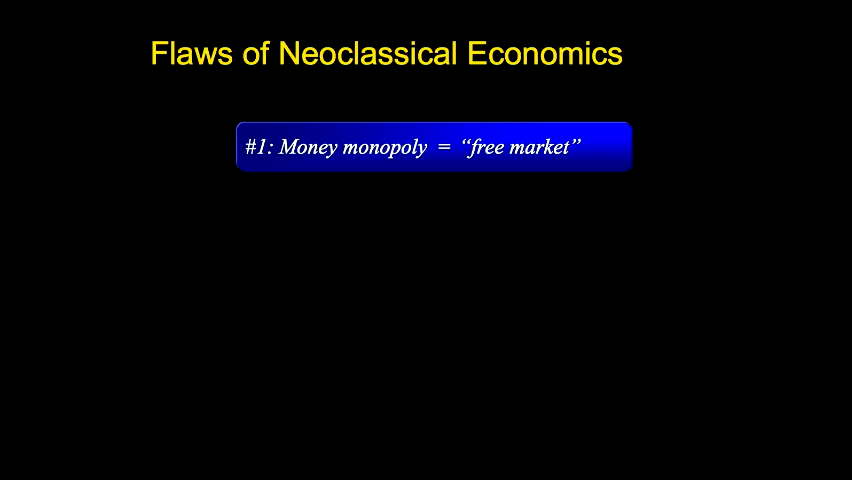 Flaws of Neoclassical Economics
#1: Money monopoly = “free market”